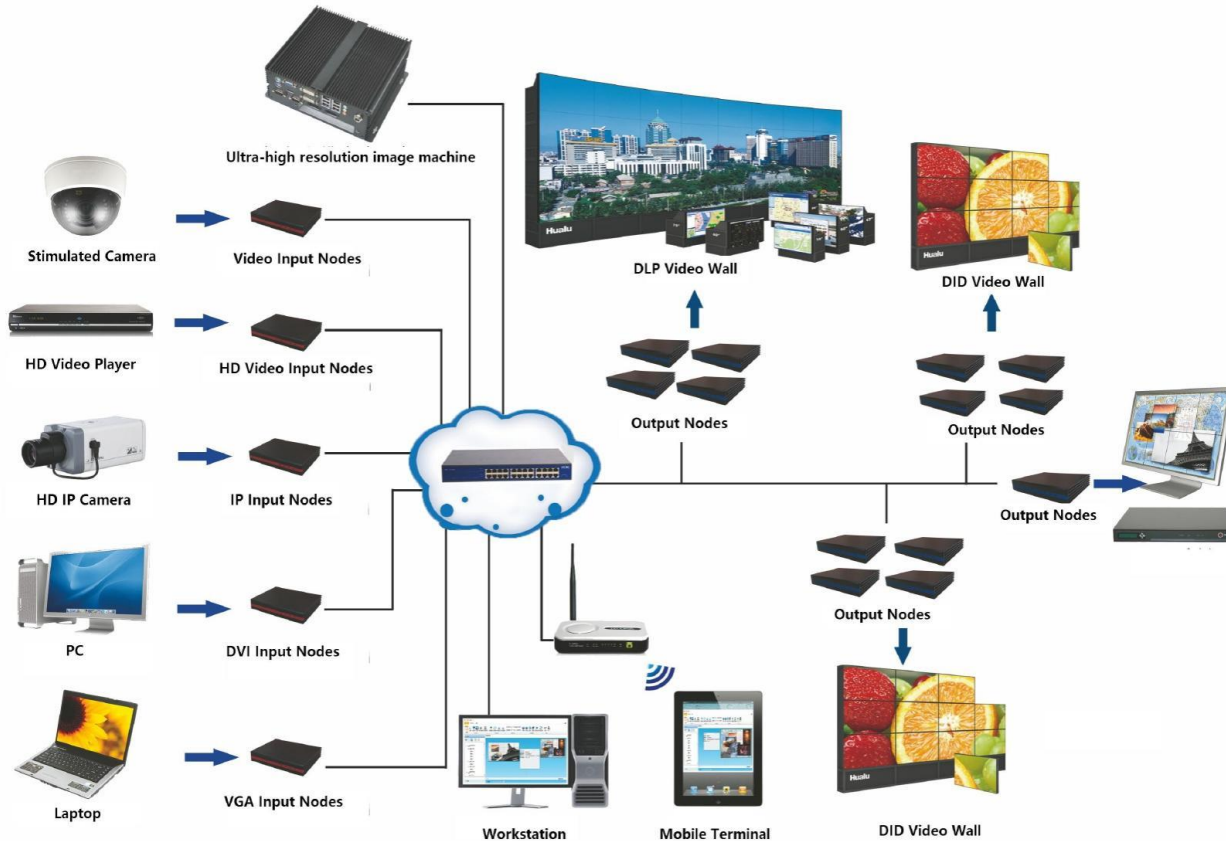 Ultra-high resolution image machine
Stimulated Camera
Video Input Nodes
HD Video Player
HD Video Input Nodes
HD IP Camera
IP Input Nodes
PC
DVI Input Nodes
Laptop
VGA Input Nodes
Hualu
DLP Video Wall
Hualu
DID Video Wall
Output Nodes
Output Nodes
Output Nodes
Output Nodes
Hualu
DID Video Wall
Workstation
Mobile Terminal